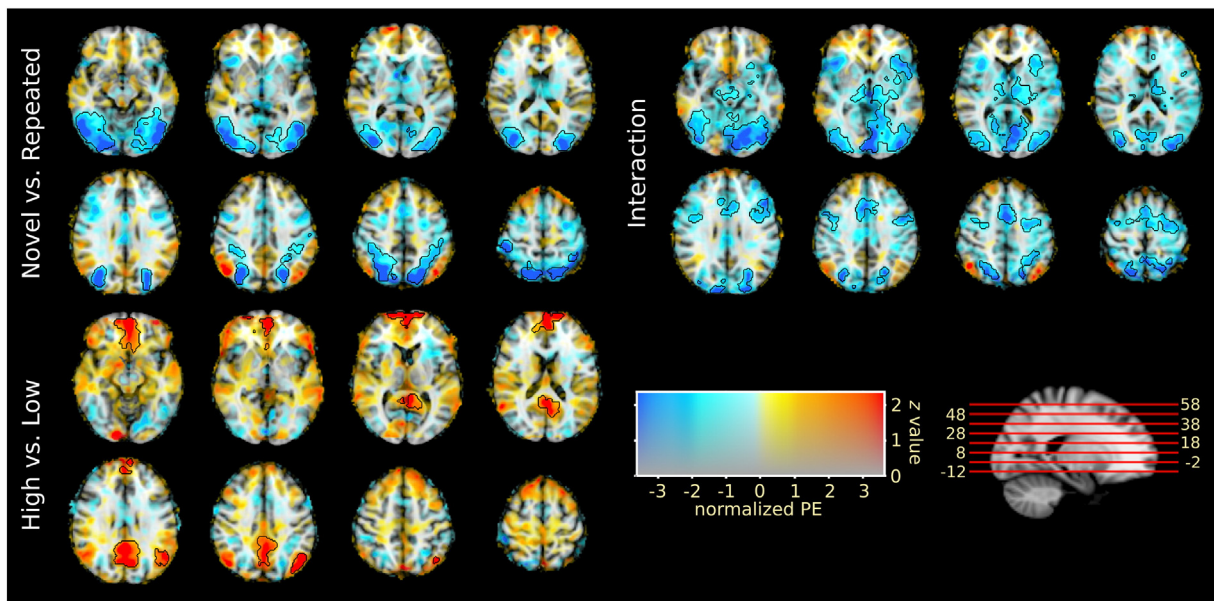 Novel vs. Repeated
Interaction
High vs. Low
2
1
0
z value
-3 -2 -1 0 1 2 3
normalized PE
58
48
38
28
18
8
-2
-12